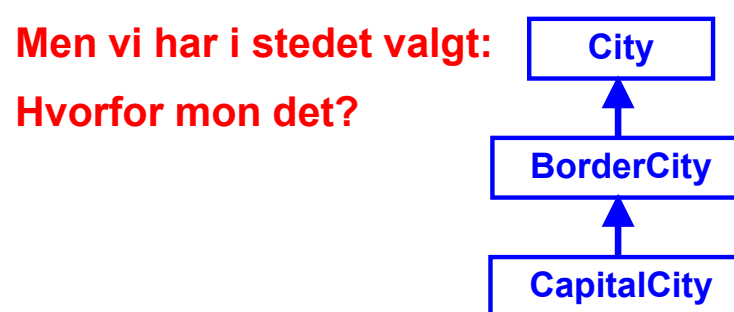 Men vi har i stedet valgt:
City
Hvorfor mon det?
BorderCity
CapitalCity